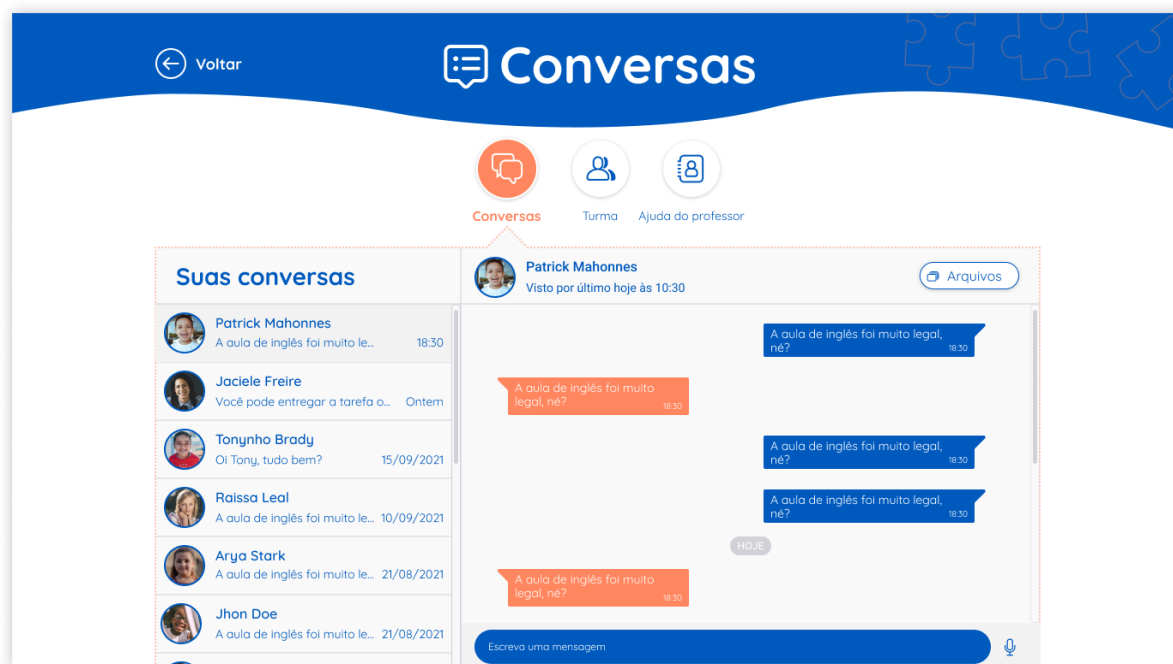 Voltar
Conversas
Conversas
Turma
Ajuda do professor
Suas conversas
Patrick Mahonnes
A aula de inglês foi muito le... 18:30
Jaciele Freire
Você pode entregar a tarefa o... Ontem
Tonynho Brady
Oi Tony, tudo bem? 15/09/2021
Raissa Leal
A aula de inglês foi muito le... 10/09/2021
Arya Stark
A aula de inglês foi muito le... 21/08/2021
Jhon Doe
A aula de inglês foi muito le... 21/08/2021
Patrick Mahonnes
Visto por último hoje às 10:30
Arquivos
A aula de inglês foi muito legal,
né? 18:30
A aula de inglês foi muito
legal, né? 18:30
A aula de inglês foi muito legal,
né? 18:30
A aula de inglês foi muito legal,
né? 18:30
HOJE
A aula de inglês foi muito
legal, né? 18:30
Escreva uma mensagem